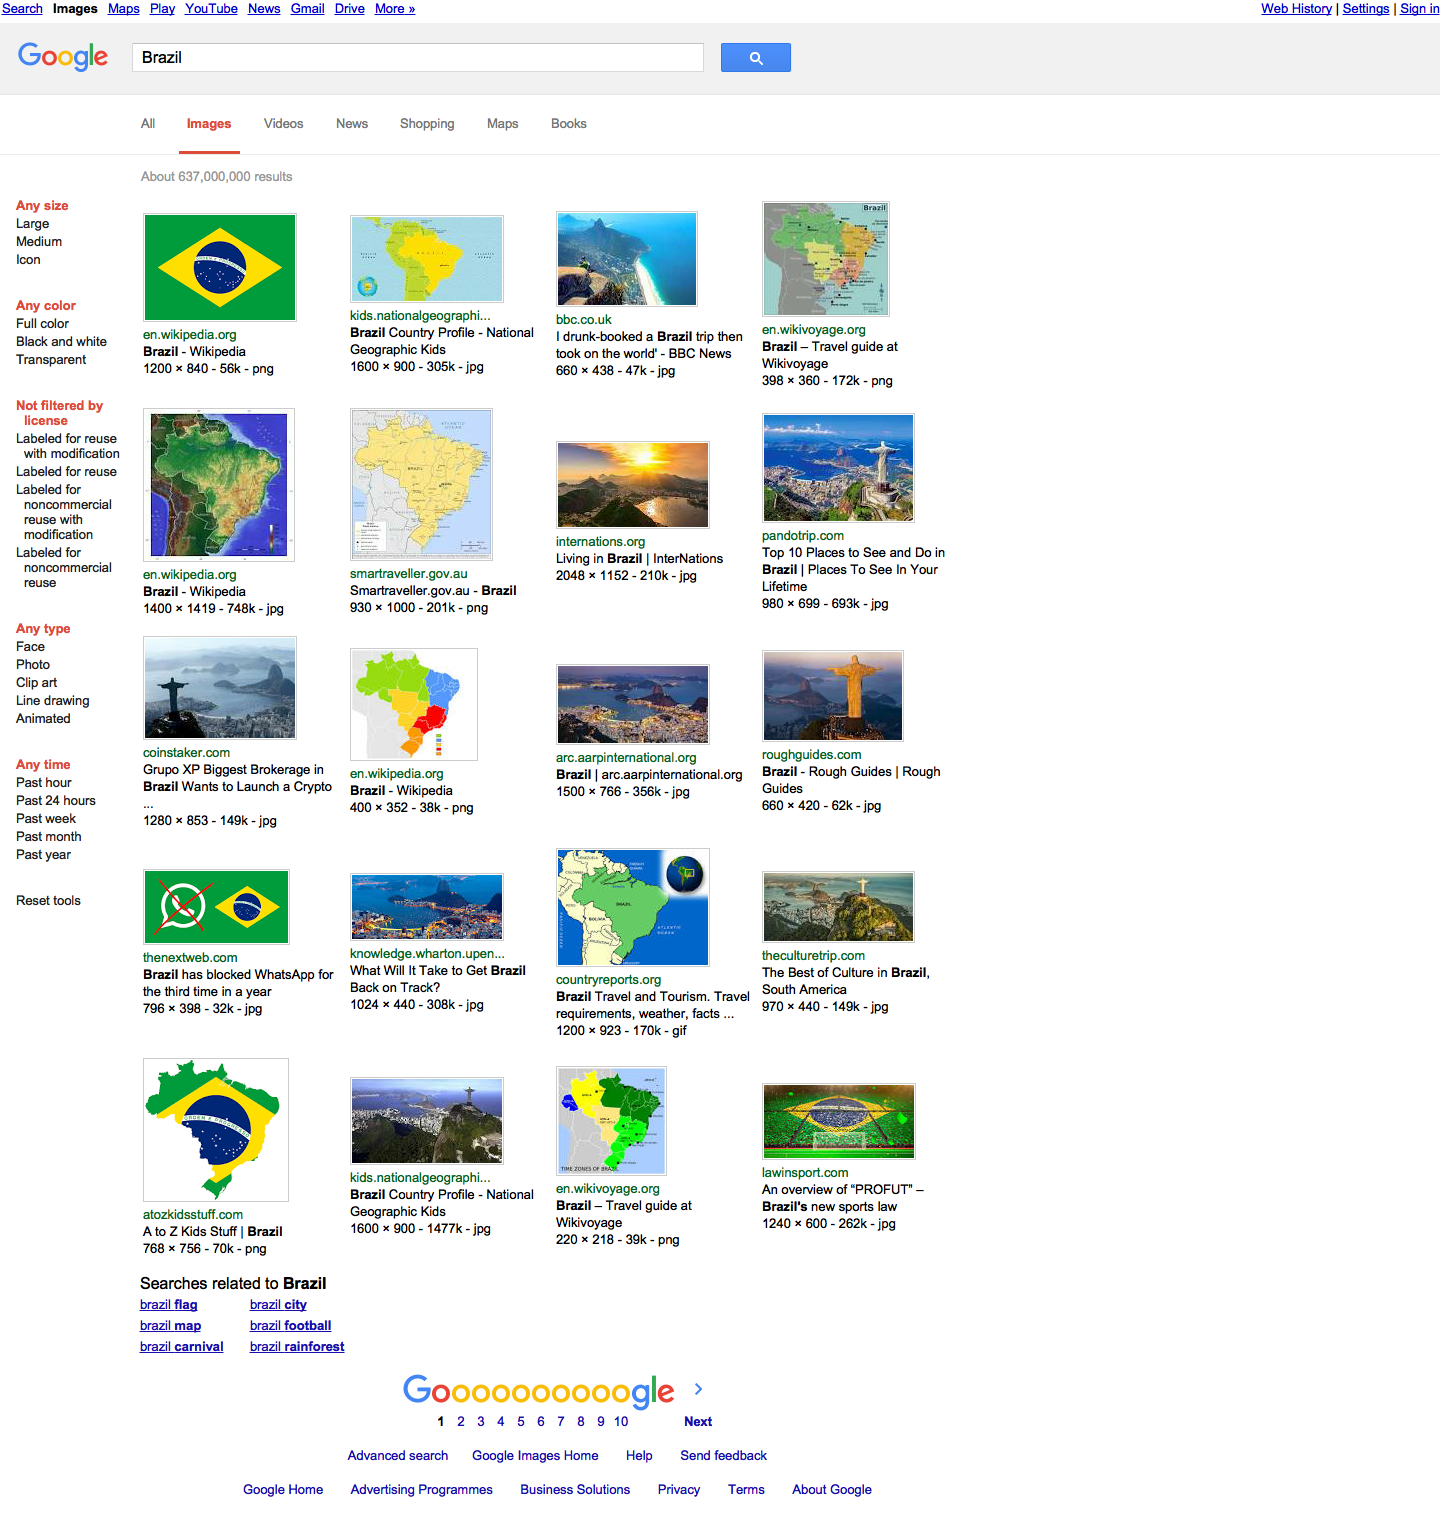 Search Images Maps Play YouTube News Gmail Drive More »
Web History | Settings | Sign in
Google
Brazil
All Images Videos News Shopping Maps Books
About 637,000,000 results
Any size
Large
Medium
Icon
Any color
Full color
Black and white
Transparent
Not filtered by
license
Labeled for reuse
with modification
Labeled for reuse
Labeled for
noncommercial
reuse with
modification
Labeled for
noncommercial
reuse
Any type
Face
Photo
Clip art
Line drawing
Animated
Any time
Past hour
Past 24 hours
Past week
Past month
Past year
Reset tools
en.wikipedia.org
Brazil - Wikipedia
1200 × 840 - 56k - png
BRAZIL
kids.nationalgeographi...
Brazil Country Profile - National
Geographic Kids
1600 × 900 - 305k - jpg
bbc.co.uk
I drunk-booked a Brazil trip then
took on the world' - BBC News
660 × 438 - 47k - jpg
Brazil
en.wikivoyage.org
Brazil – Travel guide at
Wikivoyage
398 × 360 - 172k - png
en.wikipedia.org
Brazil - Wikipedia
1400 × 1419 - 748k - jpg
BRAZIL
smartraveller.gov.au
Smartraveller.gov.au - Brazil
930 × 1000 - 201k - png
internations.org
Living in Brazil | InterNations
2048 × 1152 - 210k - jpg
pandotrip.com
Top 10 Places to See and Do in
Brazil | Places To See In Your
Lifetime
980 × 699 - 693k - jpg
coinstaker.com
Grupo XP Biggest Brokerage in
Brazil Wants to Launch a Crypto
...
1280 × 853 - 149k - jpg
en.wikipedia.org
Brazil - Wikipedia
400 × 352 - 38k - png
arc.aarpinternational.org
Brazil | arc.aarpinternational.org
1500 × 766 - 356k - jpg
roughguides.com
Brazil - Rough Guides | Rough
Guides
660 × 420 - 62k - jpg
thenextweb.com
Brazil has blocked WhatsApp for
the third time in a year
796 × 398 - 32k - jpg
knowledge.wharton.upen...
What Will It Take to Get Brazil
Back on Track?
1024 × 440 - 308k - jpg
BRAZIL
BOLIVIA
countryreports.org
Brazil Travel and Tourism. Travel
requirements, weather, facts ...
1200 × 923 - 170k - gif
theculturetrip.com
The Best of Culture in Brazil,
South America
970 × 440 - 149k - jpg
atozkidsstuff.com
A to Z Kids Stuff | Brazil
768 × 756 - 70k - png
kids.nationalgeographi...
Brazil Country Profile - National
Geographic Kids
1600 × 900 - 1477k - jpg
TIME ZONES OF BRAZIL
en.wikivoyage.org
Brazil – Travel guide at
Wikivoyage
220 × 218 - 39k - png
lawinsport.com
An overview of “PROFUT” –
Brazil's new sports law
1240 × 600 - 262k - jpg
Searches related to Brazil
brazil flag brazil city
brazil map brazil football
brazil carnival brazil rainforest
Goooooooooogle
1 2 3 4 5 6 7 8 9 10 Next
Advanced search Google Images Home Help Send feedback
Google Home Advertising Programmes Business Solutions Privacy Terms About Google